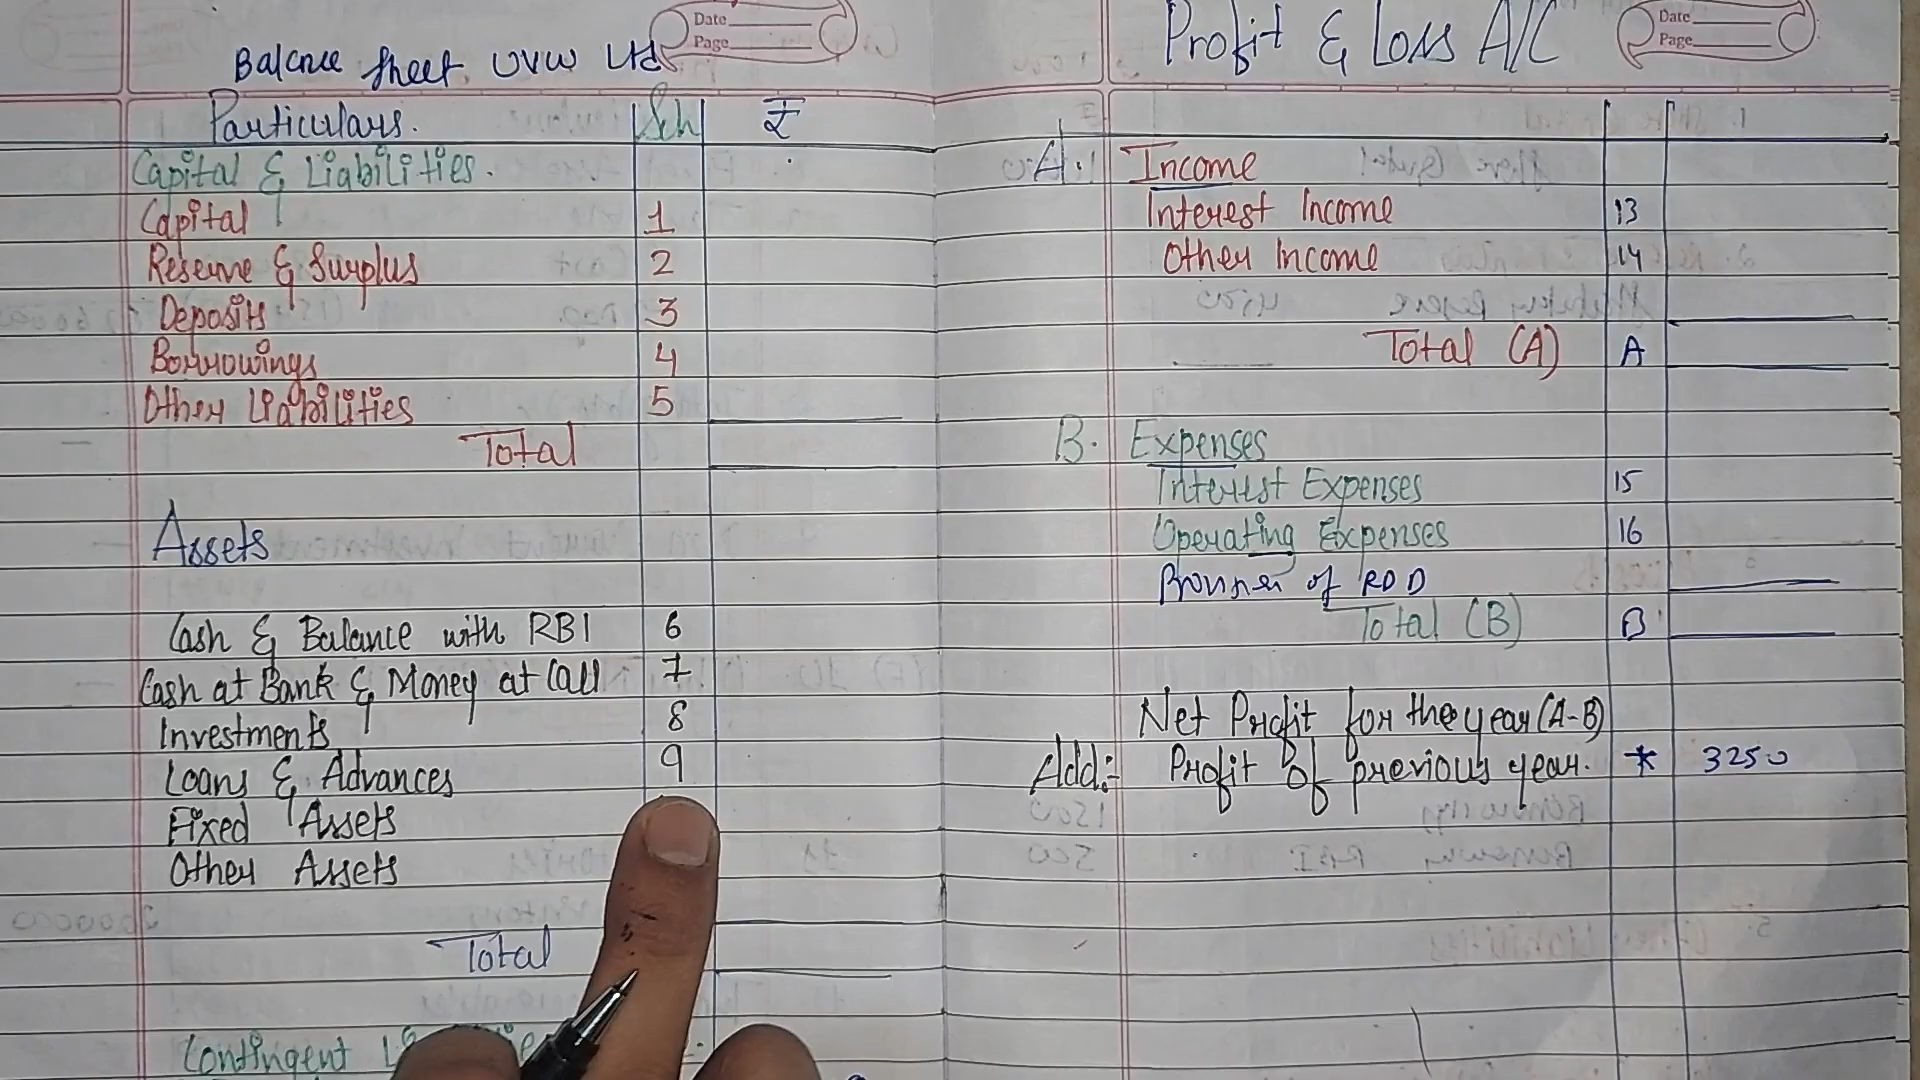 Date
Page
Balance Sheet UVW Ltd
Particulars. Sch ₹
Capital & Liabilities.
Capital 1
Reserve & Surplus 2
Deposits 3
Borrowings 4
Other Liabilities 5
Total
Assets
Cash & Balance with RBI 6
Cash at Bank & Money at Call 7
Investments 8
Loans & Advances 9
Fixed Assets
Other Assets
Total
Contingent
Date
Page
Profit & Loss A/C
A. Income
Interest Income 13
Other Income 14
Total (A) A
B. Expenses
Interest Expenses 15
Operating Expenses 16
of RDD
Total (B) B
Net Profit for the year (A-B)
Add:- Profit of previous year. * 3250